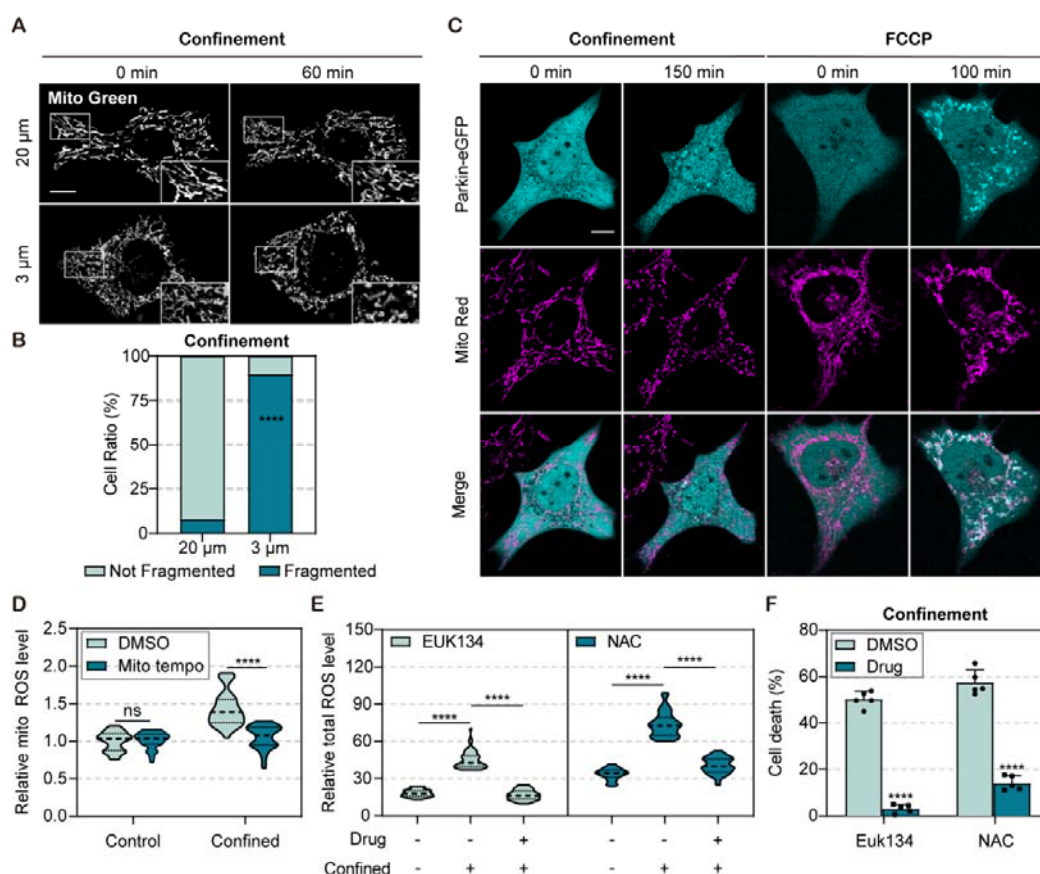 A
Confinement
0 min 60 min
Mito Green
20 μm
3 μm
B
Confinement
Cell Ratio (%)
100
75
50
25
0
****
20 μm 3 μm
Not Fragmented Fragmented
C
Confinement FCCP
0 min 150 min 0 min 100 min
Parkin-eGFP
Mito Red
Merge
D
Relative mito ROS level
2.5
2.0
1.5
1.0
0.5
DMSO
Mito tempo
ns
****
Control Confined
E
Relative total ROS level
150
120
90
60
30
0
EUK134 NAC
**** **** **** ****
Drug - - + - - +
Confined - + + - + +
F
Confinement
Cell death (%)
80
60
40
20
0
DMSO
Drug
**** ****
Euk134 NAC